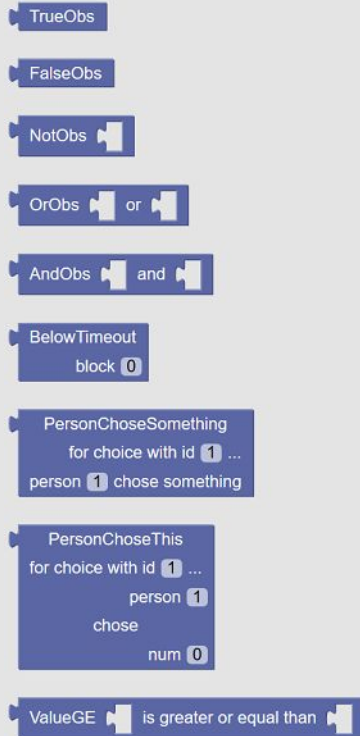 TrueObs
FalseObs
NotObs
OrObs or
AndObs and
BelowTimeout
block 0
PersonChoseSomething
for choice with id 1 ...
person 1 chose something
PersonChoseThis
for choice with id 1 ...
person 1
chose
num 0
ValueGE is greater or equal than